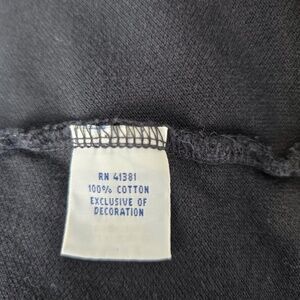 RN 41381
100% COTTON
EXCLUSIVE OF
DECORATION